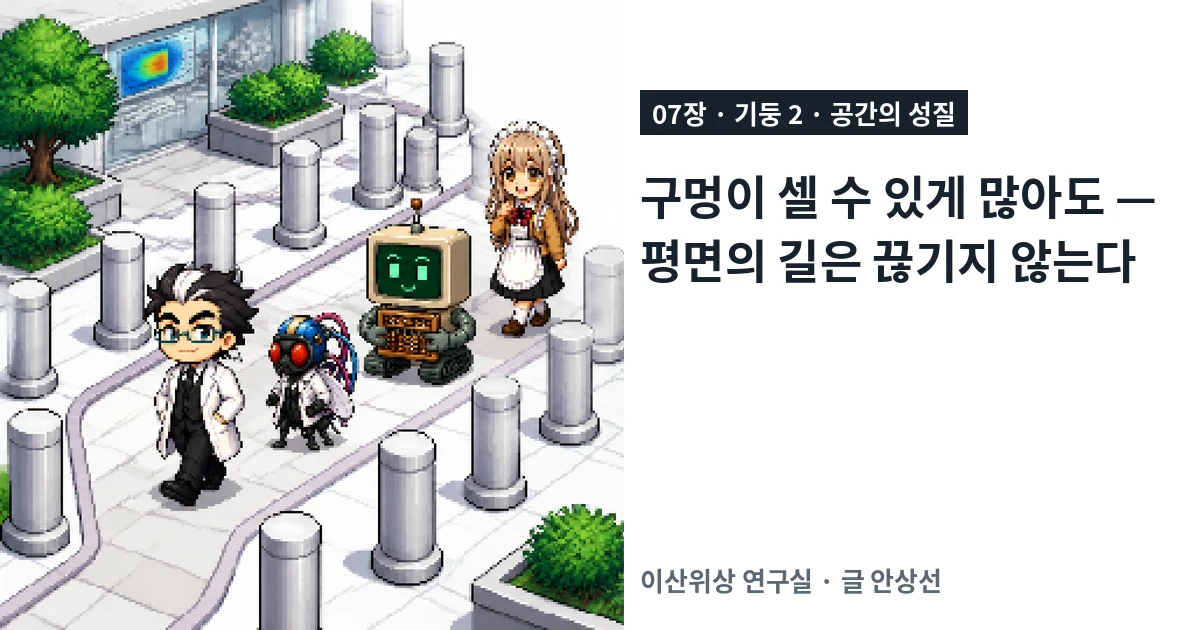 07장 · 기둥 2 · 공간의 성질
구멍이 셀 수 있게 많아도 —
평면의 길은 끊기지 않는다
이산위상 연구실 · 글 안상선